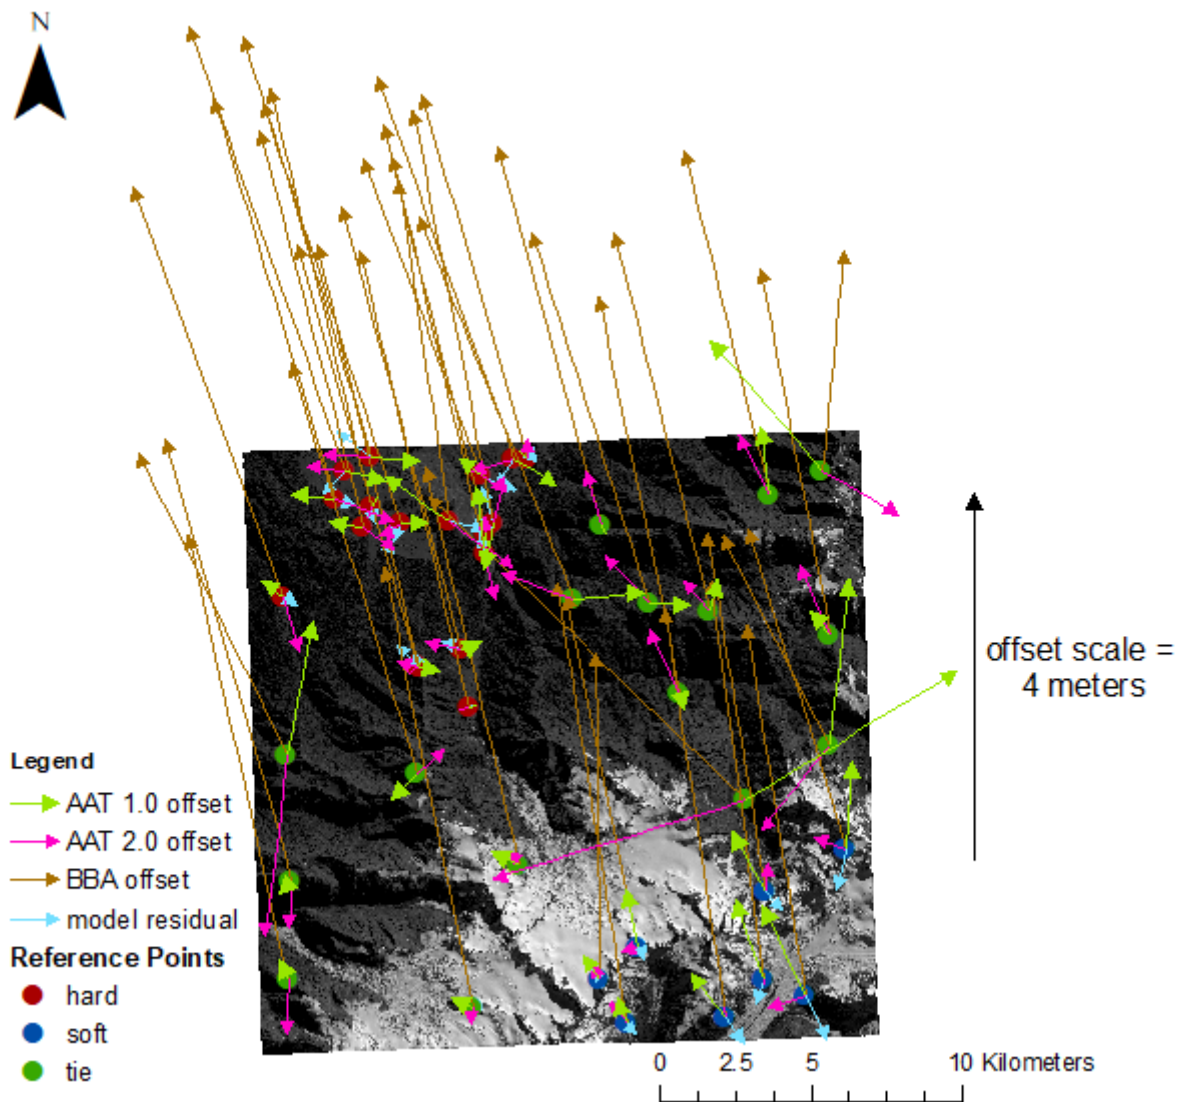 N
offset scale =
4 meters
Legend
AAT 1.0 offset
AAT 2.0 offset
BBA offset
model residual
Reference Points
hard
soft
tie
0 2.5 5 10 Kilometers